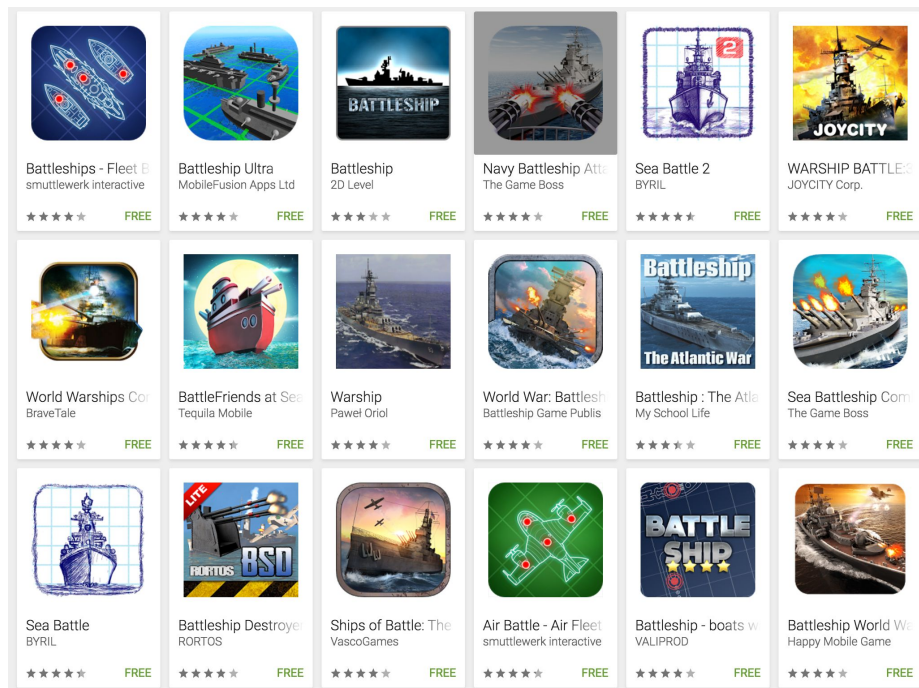 Battleships - Fleet B
smuttlewerk interactive
FREE
Battleship Ultra
MobileFusion Apps Ltd
FREE
BATTLESHIP
Battleship
2D Level
FREE
Navy Battleship Atta
The Game Boss
FREE
2
Sea Battle 2
BYRIL
FREE
JOYCITY
WARSHIP BATTLE:3
JOYCITY Corp.
FREE
World Warships Cor
BraveTale
FREE
BattleFriends at Sea
Tequila Mobile
FREE
Warship
Paweł Oriol
FREE
World War: Battlesh
Battleship Game Publis
FREE
Battleship
The Atlantic War
Battleship : The Atla
My School Life
FREE
Sea Battleship Com
The Game Boss
FREE
Sea Battle
BYRIL
FREE
LITE
RORTOS BSD
Battleship Destroye
RORTOS
FREE
Ships of Battle: The
VascoGames
FREE
Air Battle - Air Fleet
smuttlewerk interactive
FREE
BATTLE
SHIP
Battleship - boats w
VALIPROD
FREE
Battleship World Wa
Happy Mobile Game
FREE